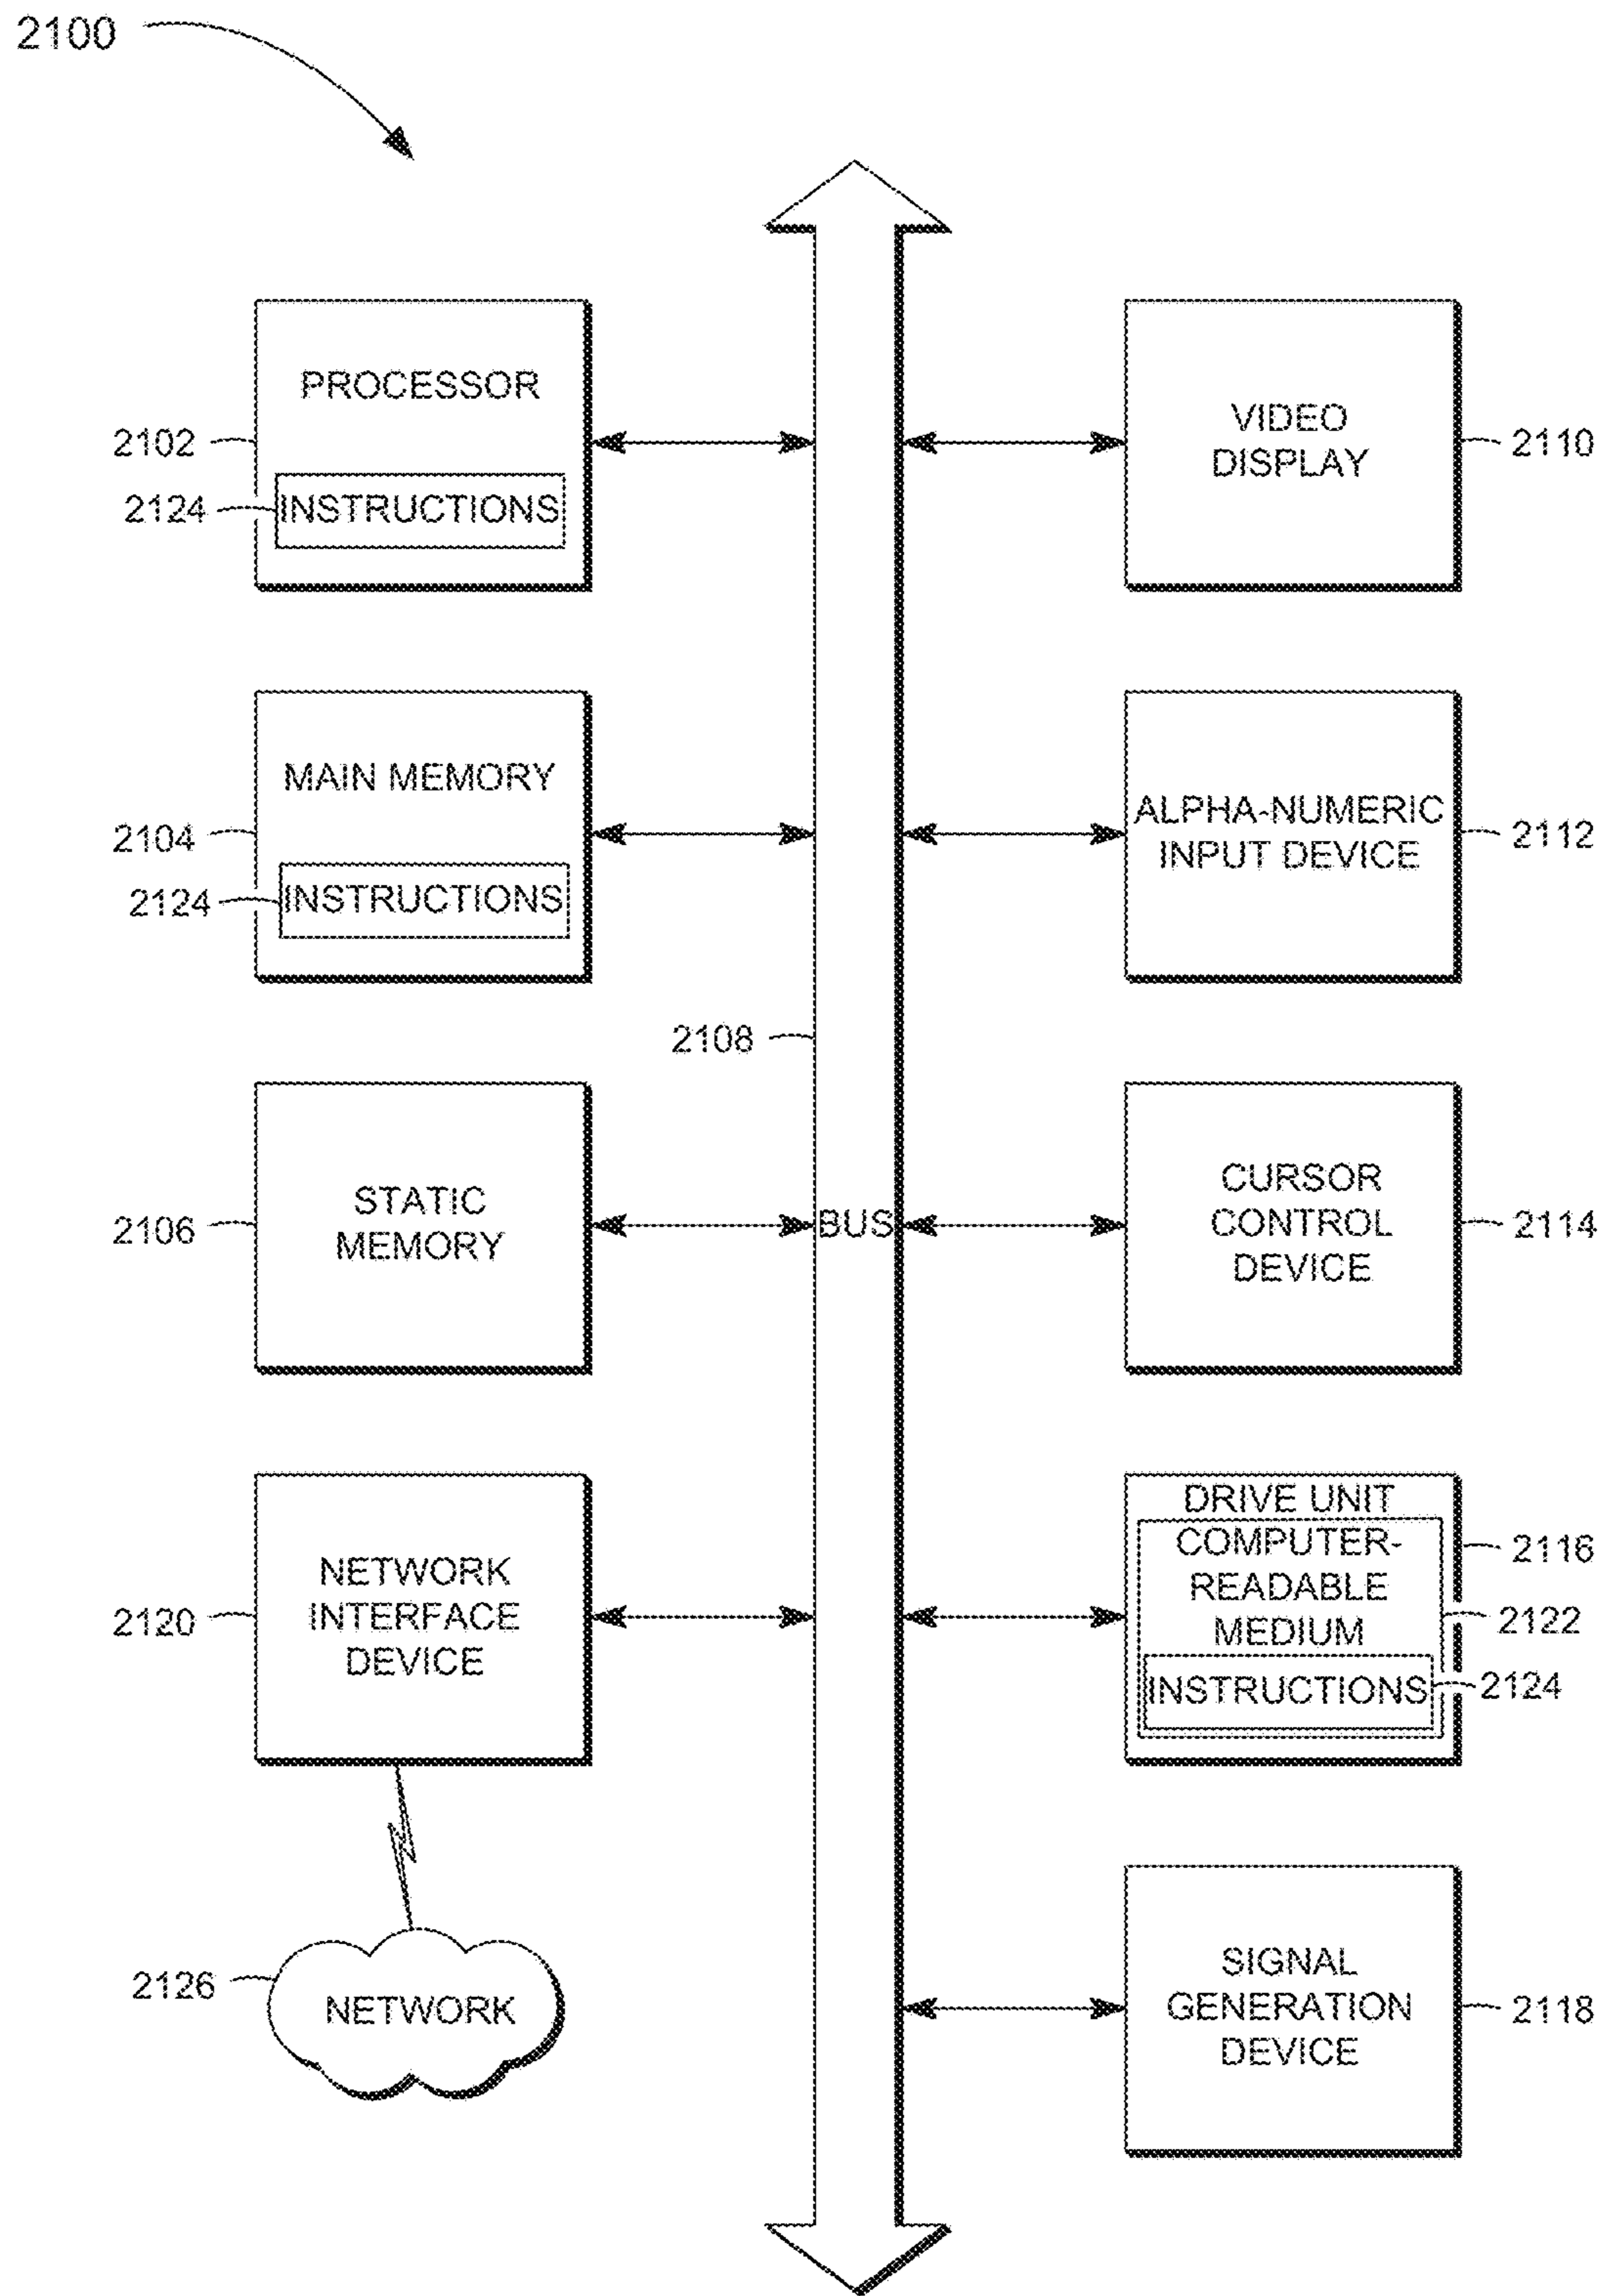 2100
PROCESSOR
2102
2124
INSTRUCTIONS
MAIN MEMORY
2104
2124
INSTRUCTIONS
2108
STATIC
MEMORY
2106
BUS
NETWORK
INTERFACE
DEVICE
2120
2126
NETWORK
VIDEO
DISPLAY
2110
ALPHA-NUMERIC
INPUT DEVICE
2112
CURSOR
CONTROL
DEVICE
2114
DRIVE UNIT
COMPUTER-
READABLE
MEDIUM
2116
2122
INSTRUCTIONS
2124
SIGNAL
GENERATION
DEVICE
2118